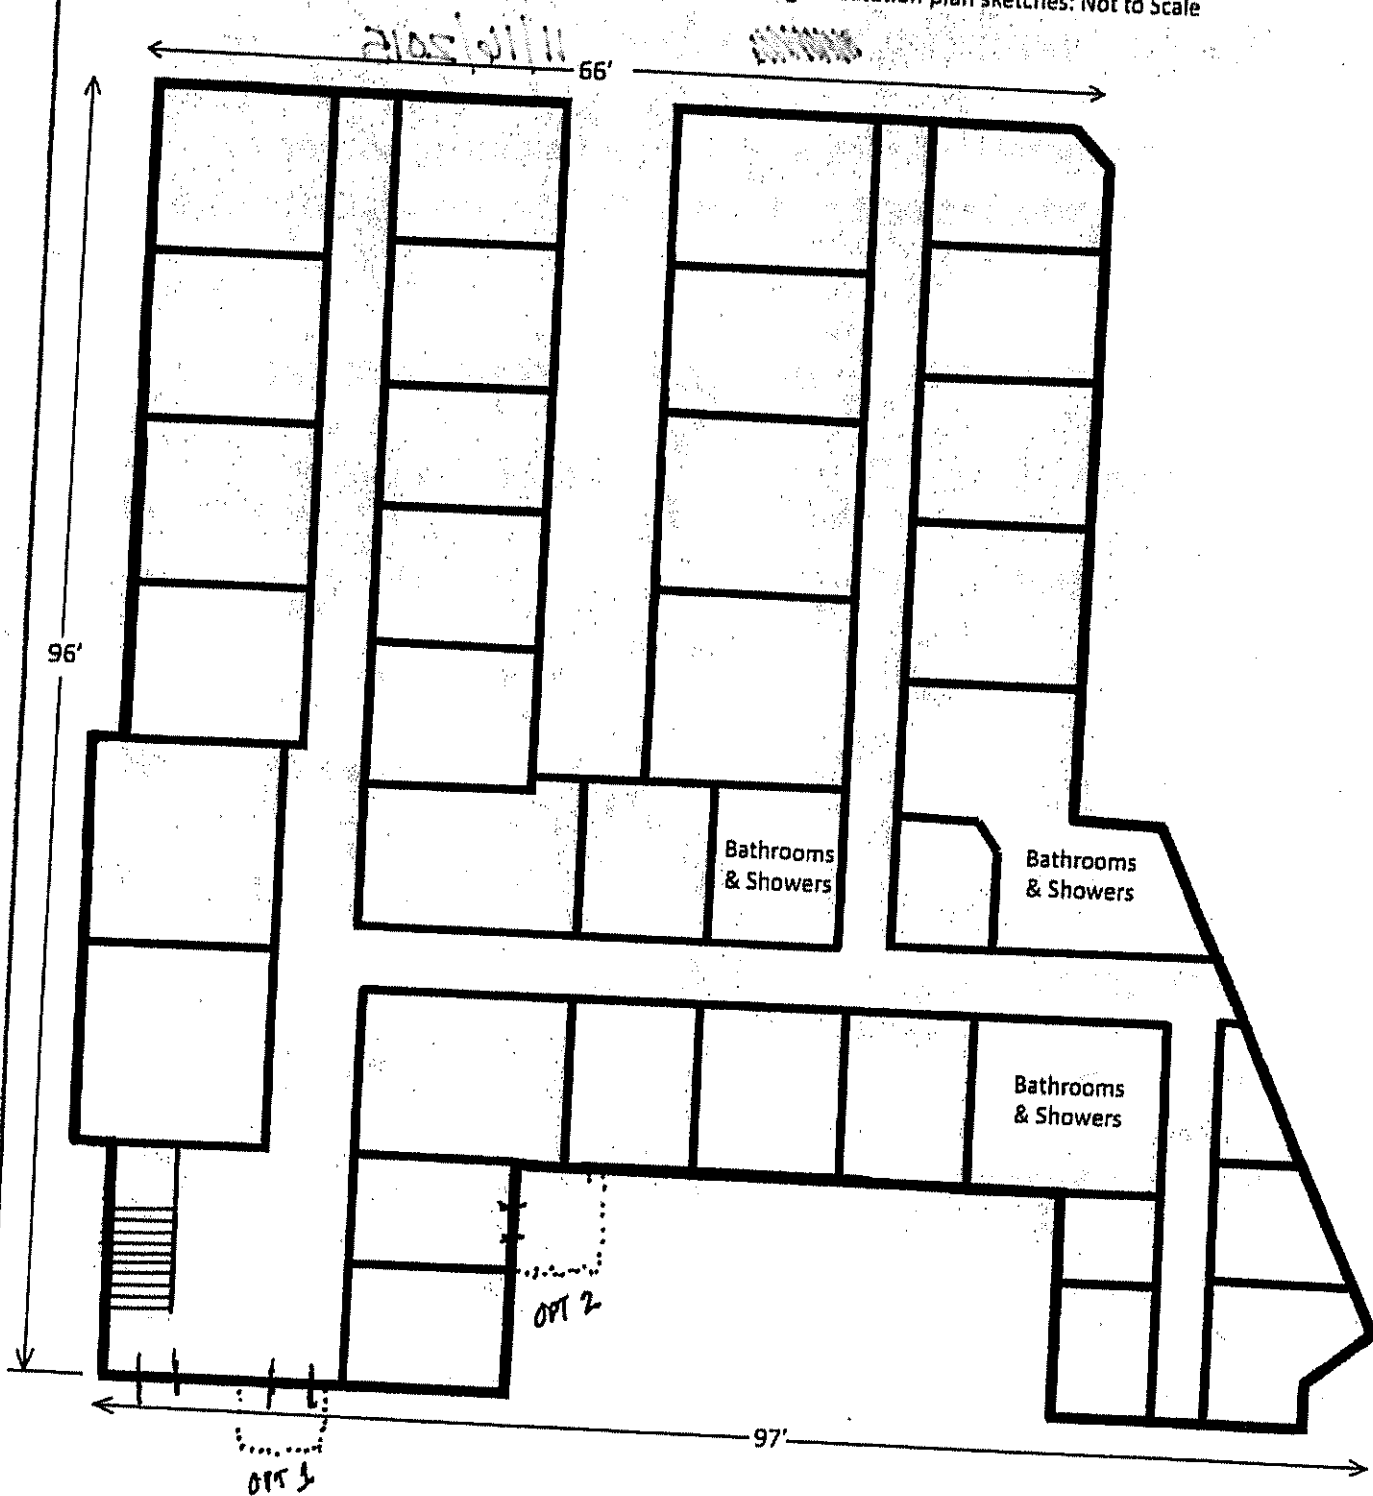 plan sketches: Not to Scale
11/16/2015
66'
96'
Bathrooms
& Showers
Bathrooms
& Showers
Bathrooms
& Showers
OPT 2
97'
OPT 1